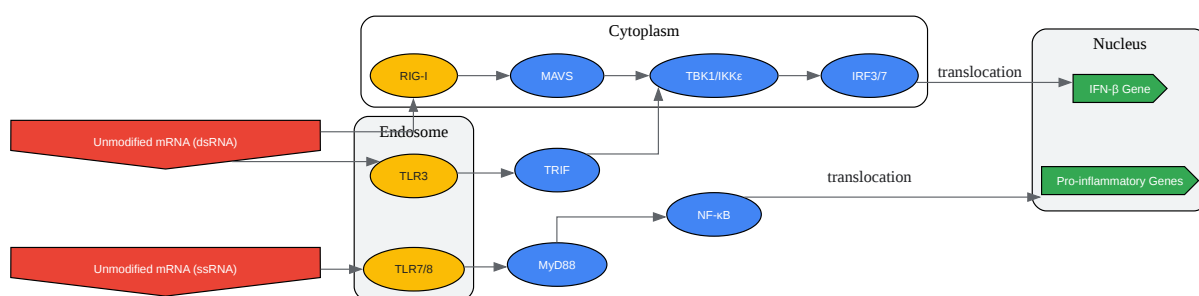 Cytoplasm
Nucleus
RIG-I
MAVS
TBK1/IKKε
IRF3/7
translocation
IFN-β Gene
Unmodified mRNA (dsRNA)
Endosome
TLR3
TRIF
translocation
Pro-inflammatory Genes
NF-κB
Unmodified mRNA (ssRNA)
TLR7/8
MyD88